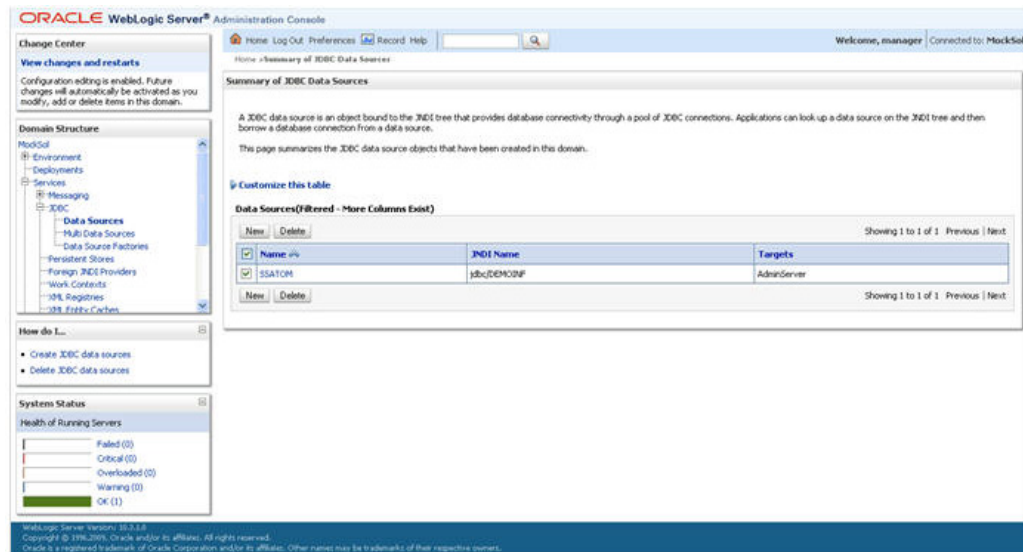 ORACLE WebLogic Server® Administration Console
Change Center
View changes and restarts
Configuration editing is enabled. Future
changes will automatically be activated as you
modify, add or delete items in this domain.
Domain Structure
MockSol
Environment
Deployments
Services
Messaging
JDBC
Data Sources
Multi Data Sources
Data Source Factories
Persistent Stores
Foreign JNDI Providers
Work Contexts
XML Registries
XML Entity Caches
How do I...
Create JDBC data sources
Delete JDBC data sources
System Status
Health of Running Servers
Failed (0)
Critical (0)
Overloaded (0)
Warning (0)
OK (1)
Home Log Out Preferences Record Help
Welcome, manager Connected to: MockSol
Home >Summary of JDBC Data Sources
Summary of JDBC Data Sources
A JDBC data source is an object bound to the JNDI tree that provides database connectivity through a pool of JDBC connections. Applications can look up a data source on the JNDI tree and then
borrow a database connection from a data source.
This page summarizes the JDBC data source objects that have been created in this domain.
Customize this table
Data Sources(Filtered - More Columns Exist)
New Delete Showing 1 to 1 of 1 Previous | Next
Name JNDI Name Targets
SSATOM jdbc/DEMOINF AdminServer
New Delete Showing 1 to 1 of 1 Previous | Next
WebLogic Server Version: 10.3.1.0
Copyright © 1996,2009, Oracle and/or its affiliates. All rights reserved.
Oracle is a registered trademark of Oracle Corporation and/or its affiliates. Other names may be trademarks of their respective owners.